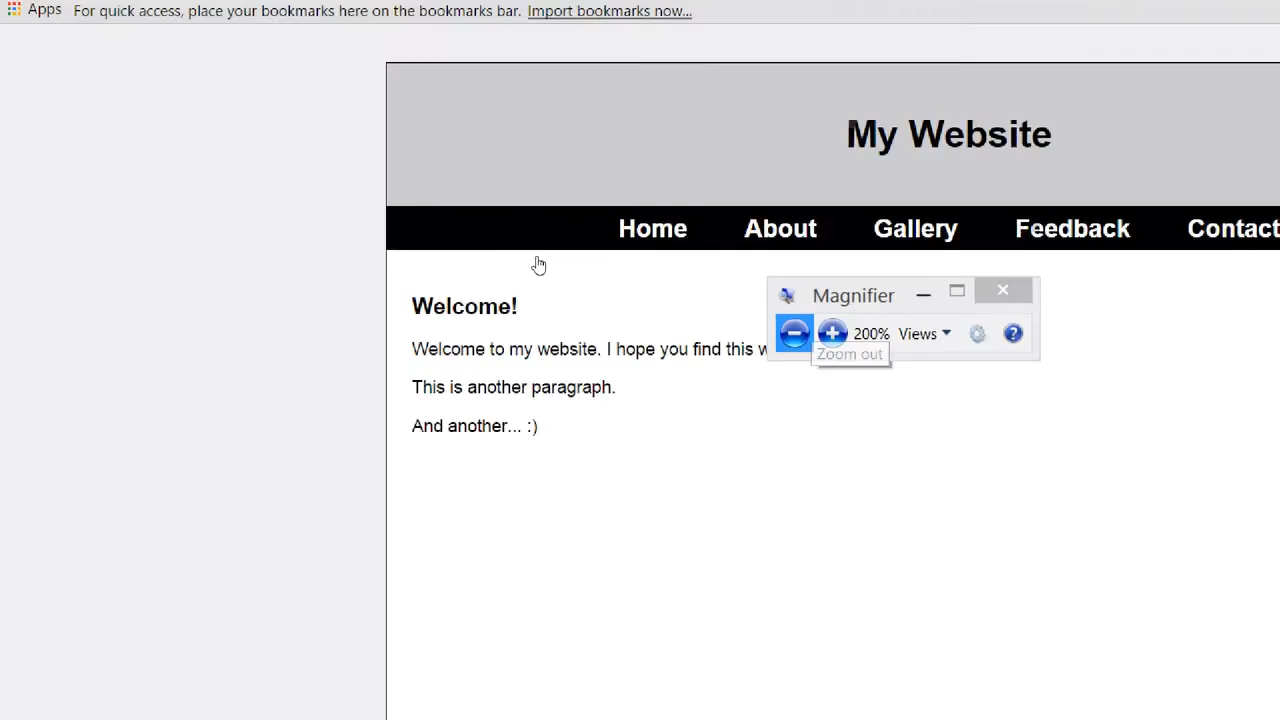 Apps For quick access, place your bookmarks here on the bookmarks bar. Import bookmarks now...
My Website
Home About Gallery Feedback Contact
Magnifier
Welcome!
200% Views
Welcome to my website. I hope you find this
Zoom out
This is another paragraph.
And another... :)